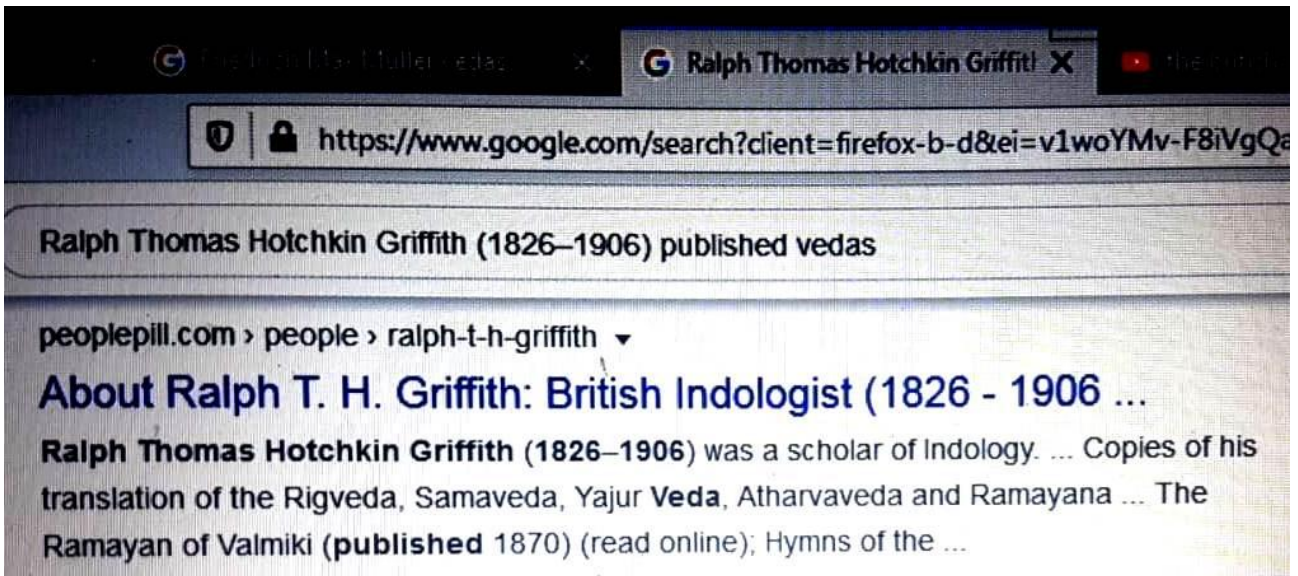 Ralph Thomas Hotchkin Griffitl
https://www.google.com/search?client=firefox-b-d&ei=v1woYMv-F8iVgQa
Ralph Thomas Hotchkin Griffith (1826–1906) published vedas
peoplepill.com › people › ralph-t-h-griffith
About Ralph T. H. Griffith: British Indologist (1826 - 1906 ...
Ralph Thomas Hotchkin Griffith (1826–1906) was a scholar of Indology. ... Copies of his
translation of the Rigveda, Samaveda, Yajur Veda, Atharvaveda and Ramayana ... The
Ramayan of Valmiki (published 1870) (read online); Hymns of the ...